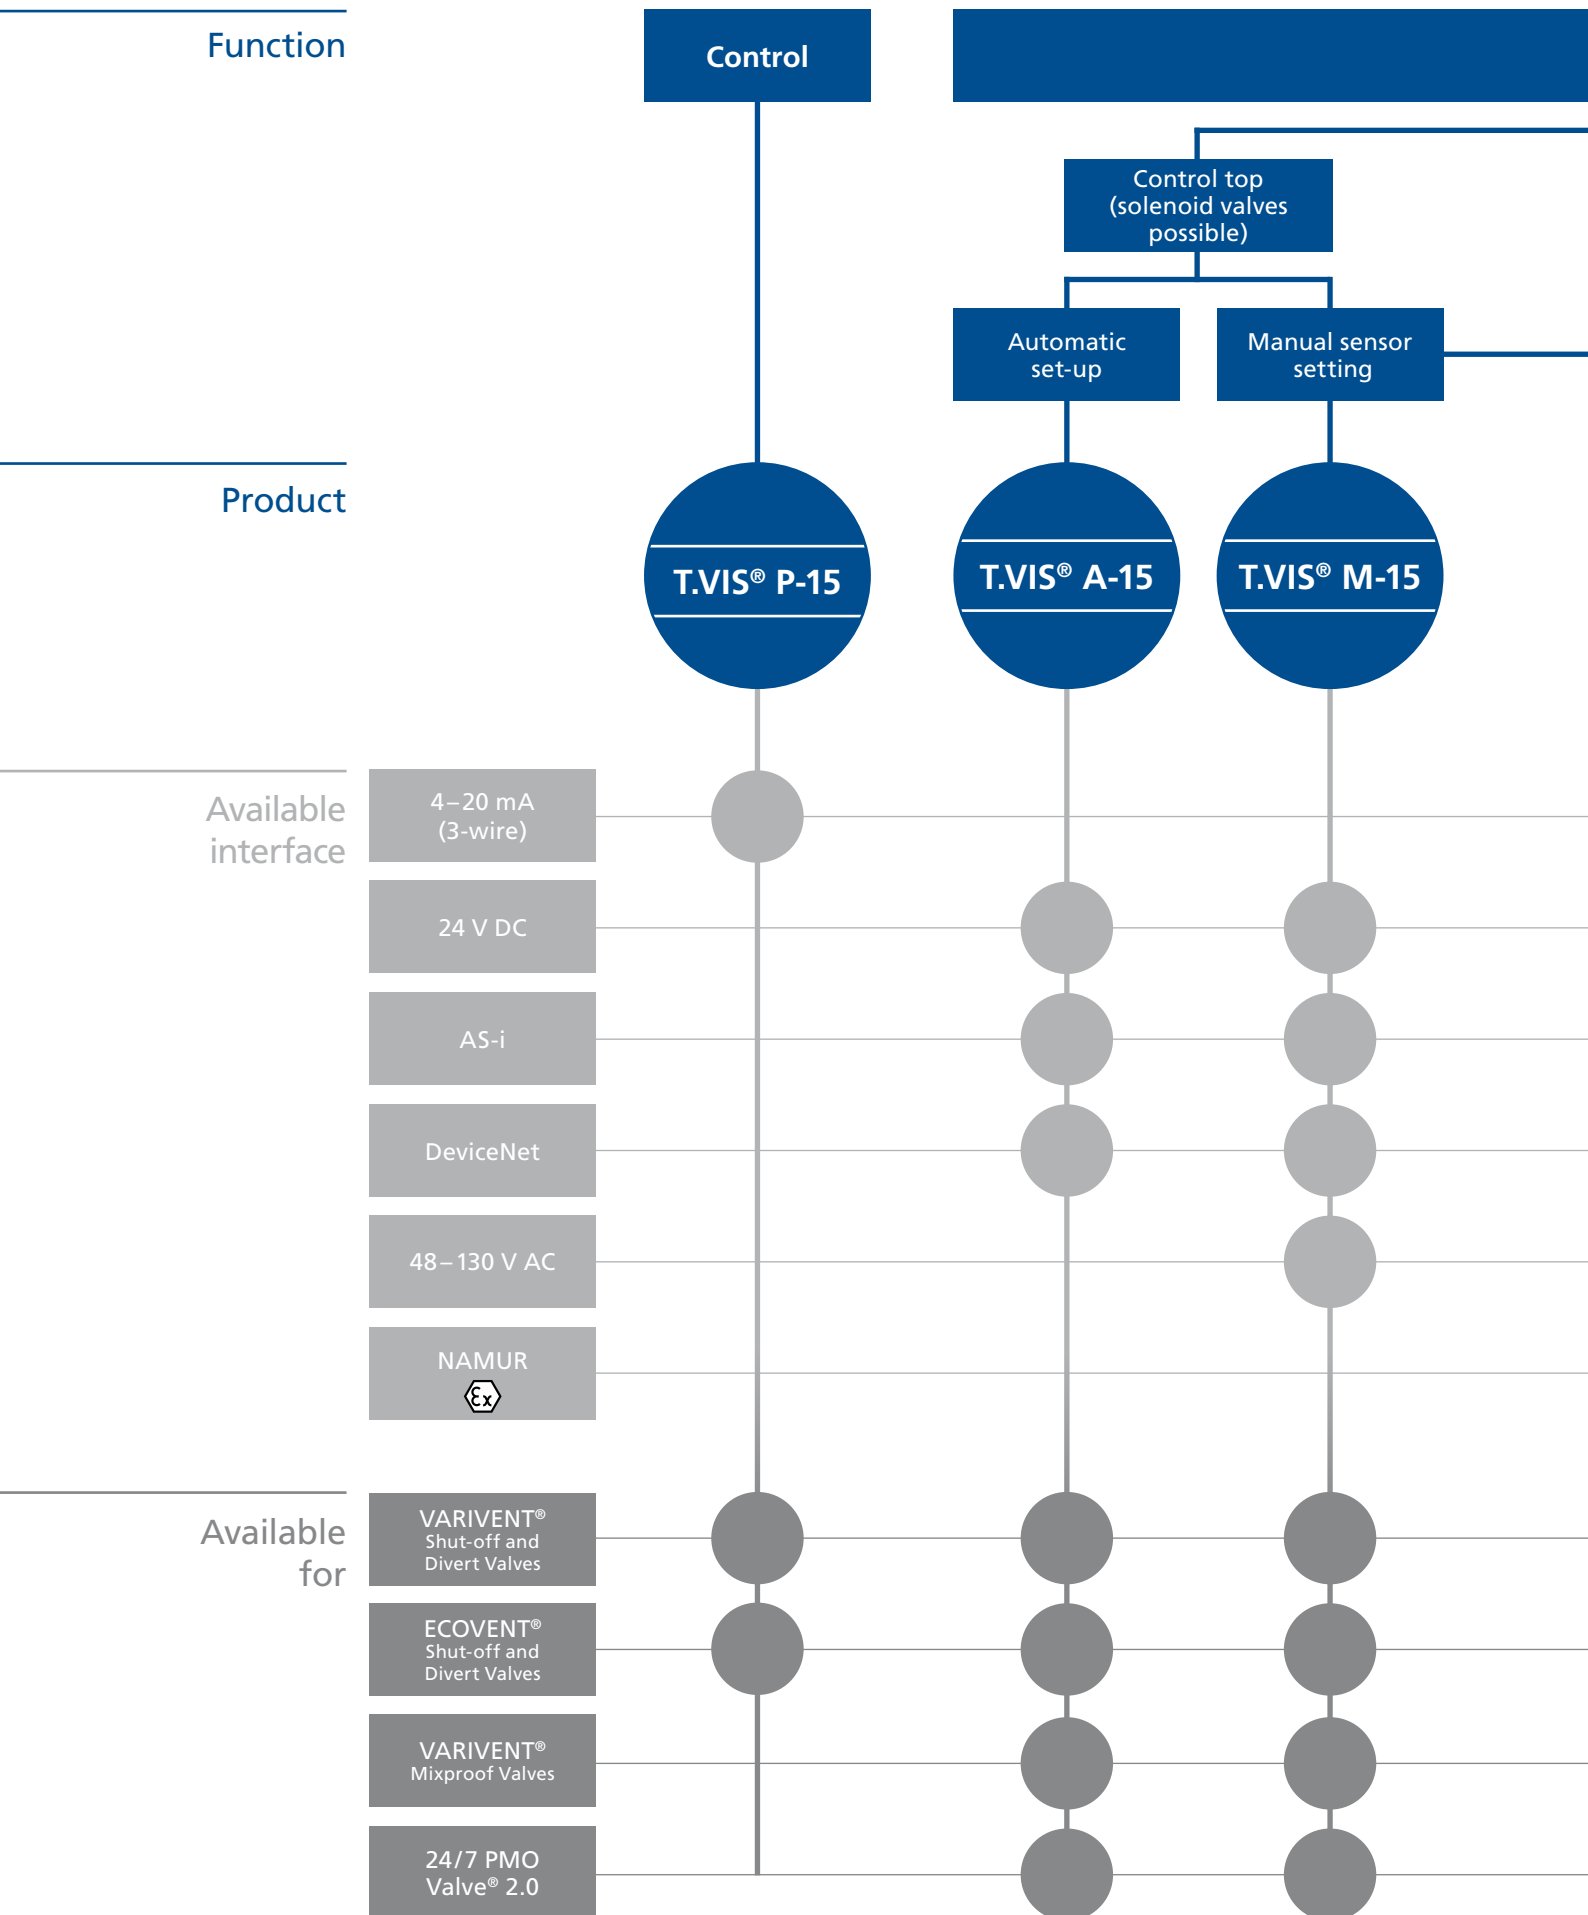 Function
Control
Control top
(solenoid valves
possible)
Automatic
set-up
Manual sensor
setting
Product
T.VIS® P-15
T.VIS® A-15
T.VIS® M-15
Available
interface
4–20 mA
(3-wire)
24 V DC
AS-i
DeviceNet
48–130 V AC
NAMUR
Ex
Available
for
VARIVENT®
Shut-off and
Divert Valves
ECOVENT®
Shut-off and
Divert Valves
VARIVENT®
Mixproof Valves
24/7 PMO
Valve® 2.0